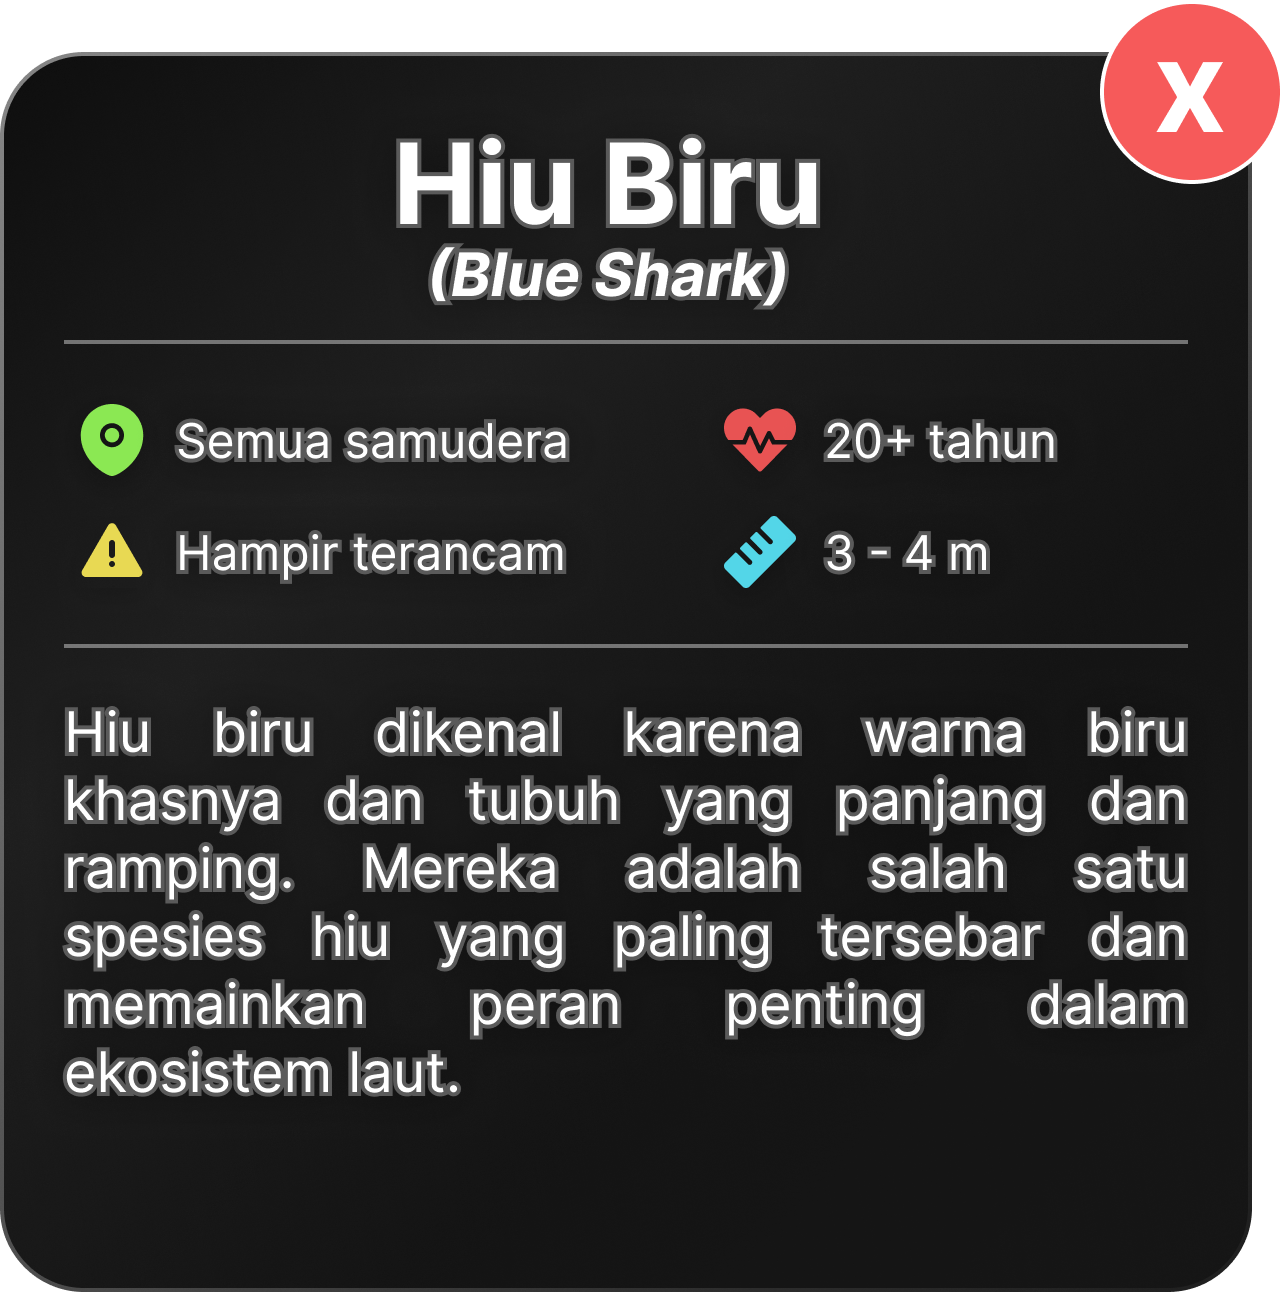 X
Hiu Biru
(Blue Shark)
Semua samudera
20+ tahun
Hampir terancam
3 - 4 m
Hiu biru dikenal karena warna biru
khasnya dan tubuh yang panjang dan
ramping. Mereka adalah salah satu
spesies hiu yang paling tersebar dan
memainkan peran penting dalam
ekosistem laut.